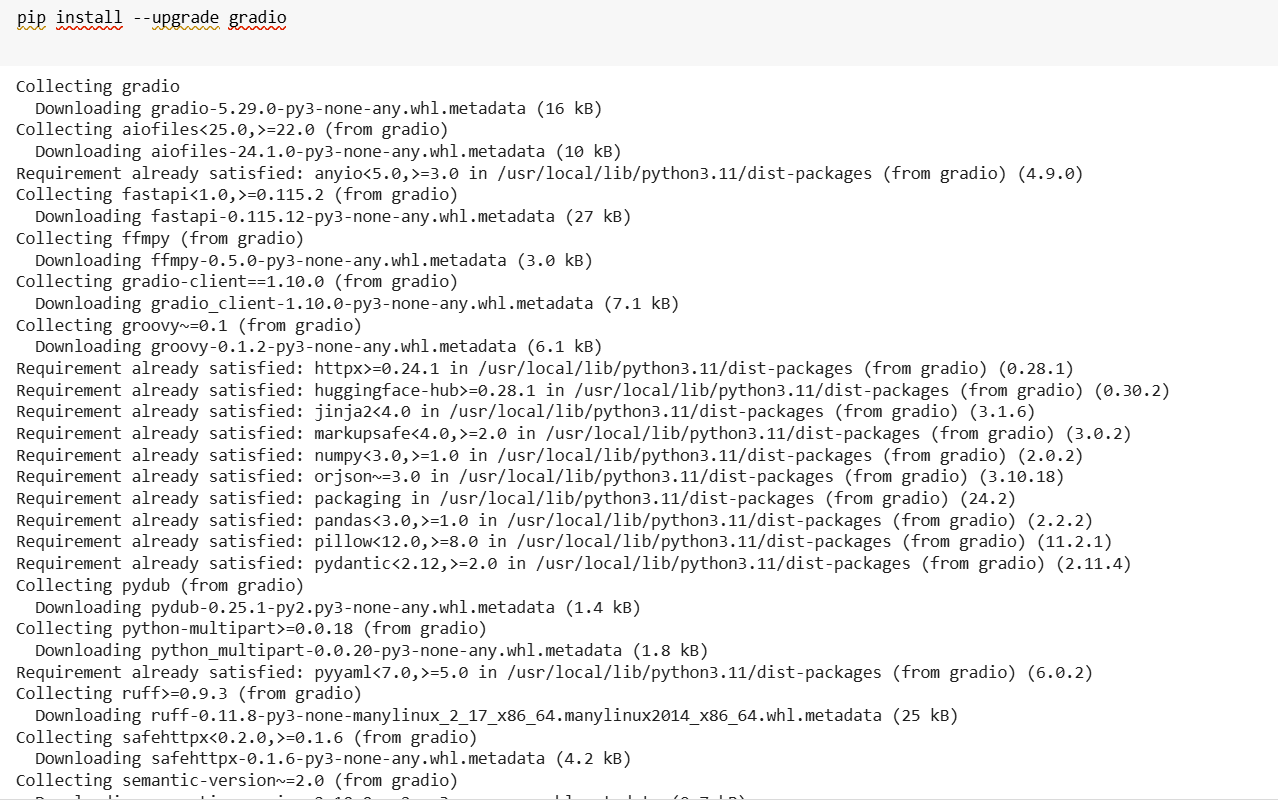 pip install --upgrade gradio
Collecting gradio
Downloading gradio-5.29.0-py3-none-any.whl.metadata (16 kB)
Collecting aiofiles<25.0,>=22.0 (from gradio)
Downloading aiofiles-24.1.0-py3-none-any.whl.metadata (10 kB)
Requirement already satisfied: anyio<5.0,>=3.0 in /usr/local/lib/python3.11/dist-packages (from gradio) (4.9.0)
Collecting fastapi<1.0,>=0.115.2 (from gradio)
Downloading fastapi-0.115.12-py3-none-any.whl.metadata (27 kB)
Collecting ffmpy (from gradio)
Downloading ffmpy-0.5.0-py3-none-any.whl.metadata (3.0 kB)
Collecting gradio-client==1.10.0 (from gradio)
Downloading gradio_client-1.10.0-py3-none-any.whl.metadata (7.1 kB)
Collecting groovy~=0.1 (from gradio)
Downloading groovy-0.1.2-py3-none-any.whl.metadata (6.1 kB)
Requirement already satisfied: httpx>=0.24.1 in /usr/local/lib/python3.11/dist-packages (from gradio) (0.28.1)
Requirement already satisfied: huggingface-hub>=0.28.1 in /usr/local/lib/python3.11/dist-packages (from gradio) (0.30.2)
Requirement already satisfied: jinja2<4.0 in /usr/local/lib/python3.11/dist-packages (from gradio) (3.1.6)
Requirement already satisfied: markupsafe<4.0,>=2.0 in /usr/local/lib/python3.11/dist-packages (from gradio) (3.0.2)
Requirement already satisfied: numpy<3.0,>=1.0 in /usr/local/lib/python3.11/dist-packages (from gradio) (2.0.2)
Requirement already satisfied: orjson~=3.0 in /usr/local/lib/python3.11/dist-packages (from gradio) (3.10.18)
Requirement already satisfied: packaging in /usr/local/lib/python3.11/dist-packages (from gradio) (24.2)
Requirement already satisfied: pandas<3.0,>=1.0 in /usr/local/lib/python3.11/dist-packages (from gradio) (2.2.2)
Requirement already satisfied: pillow<12.0,>=8.0 in /usr/local/lib/python3.11/dist-packages (from gradio) (11.2.1)
Requirement already satisfied: pydantic<2.12,>=2.0 in /usr/local/lib/python3.11/dist-packages (from gradio) (2.11.4)
Collecting pydub (from gradio)
Downloading pydub-0.25.1-py2.py3-none-any.whl.metadata (1.4 kB)
Collecting python-multipart>=0.0.18 (from gradio)
Downloading python_multipart-0.0.20-py3-none-any.whl.metadata (1.8 kB)
Requirement already satisfied: pyyaml<7.0,>=5.0 in /usr/local/lib/python3.11/dist-packages (from gradio) (6.0.2)
Collecting ruff>=0.9.3 (from gradio)
Downloading ruff-0.11.8-py3-none-manylinux_2_17_x86_64.manylinux2014_x86_64.whl.metadata (25 kB)
Collecting safehttpx<0.2.0,>=0.1.6 (from gradio)
Downloading safehttpx-0.1.6-py3-none-any.whl.metadata (4.2 kB)
Collecting semantic-version~=2.0 (from gradio)